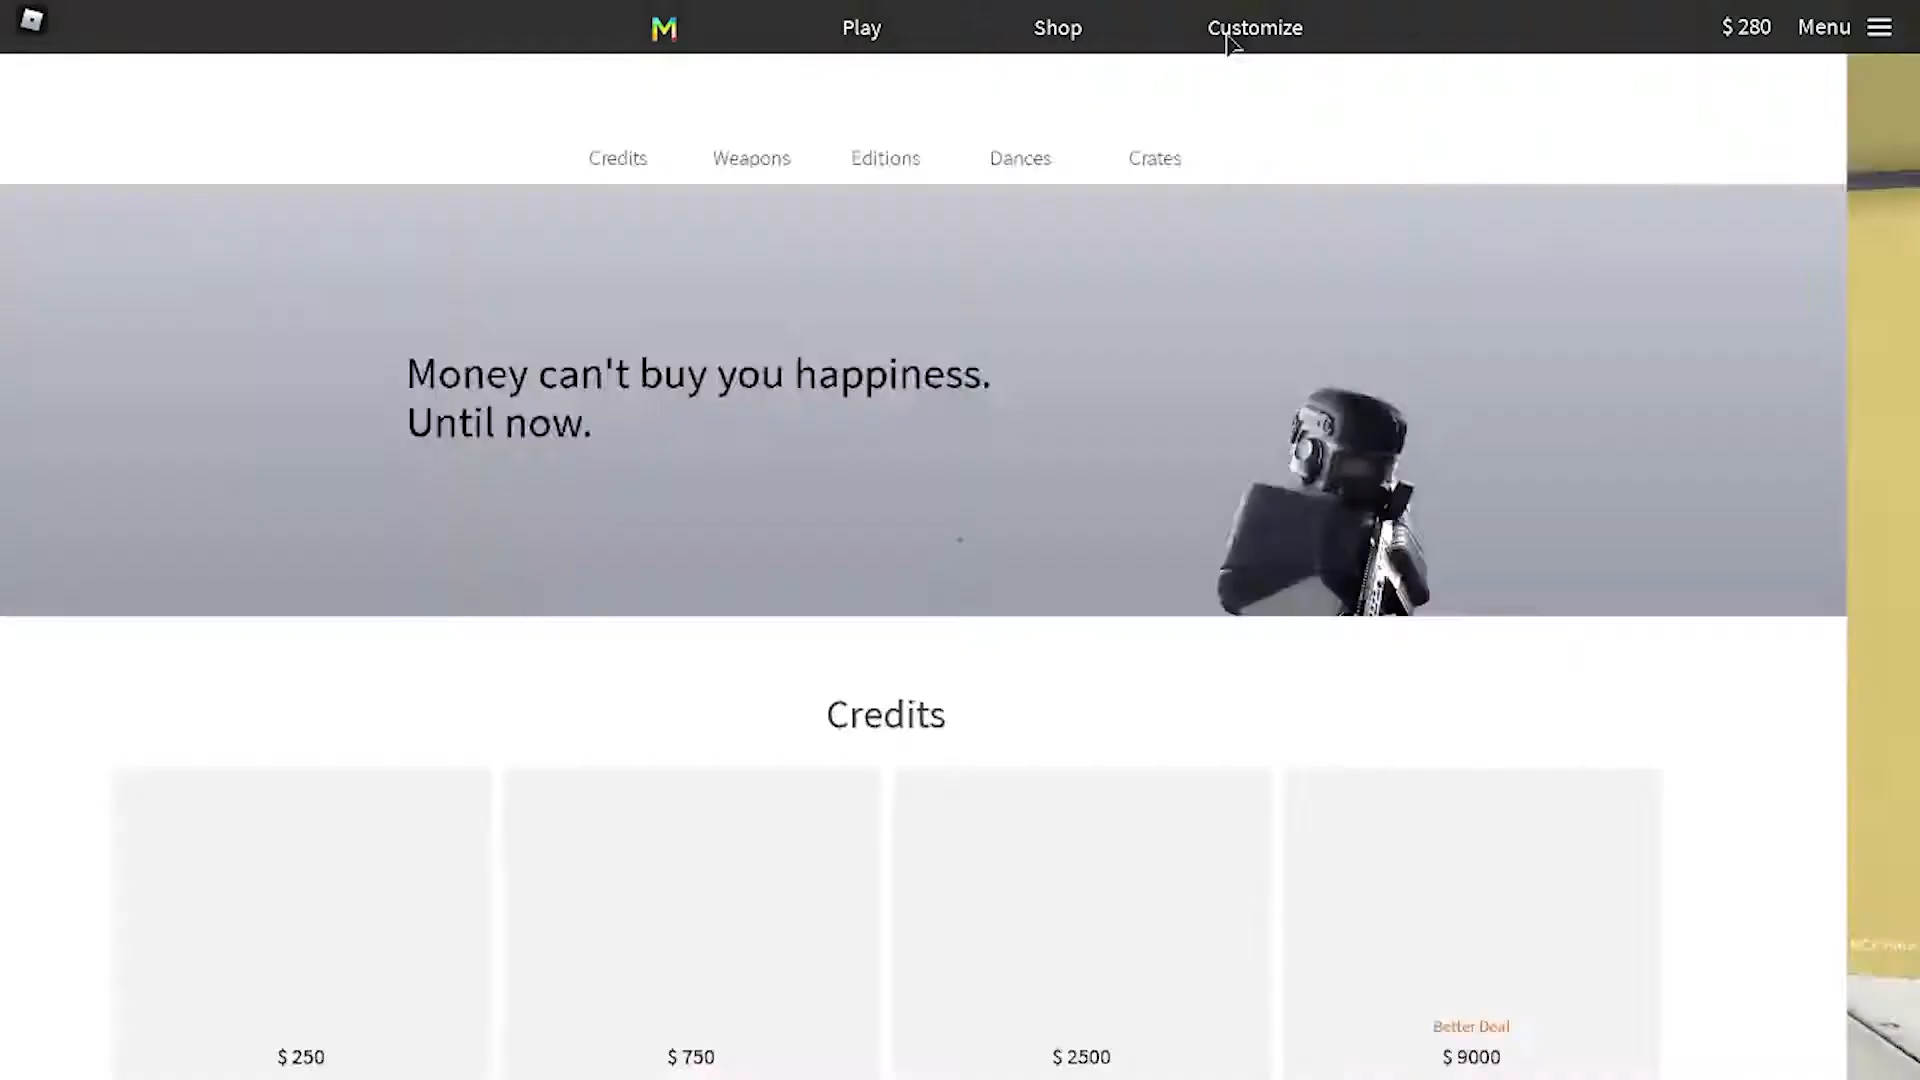 M Play Shop Customize $ 280 Menu
Credits Weapons Editions Dances Crates
Money can't buy you happiness.
Until now.
Credits
Better Deal
$ 250 $ 750 $ 2500 $ 9000